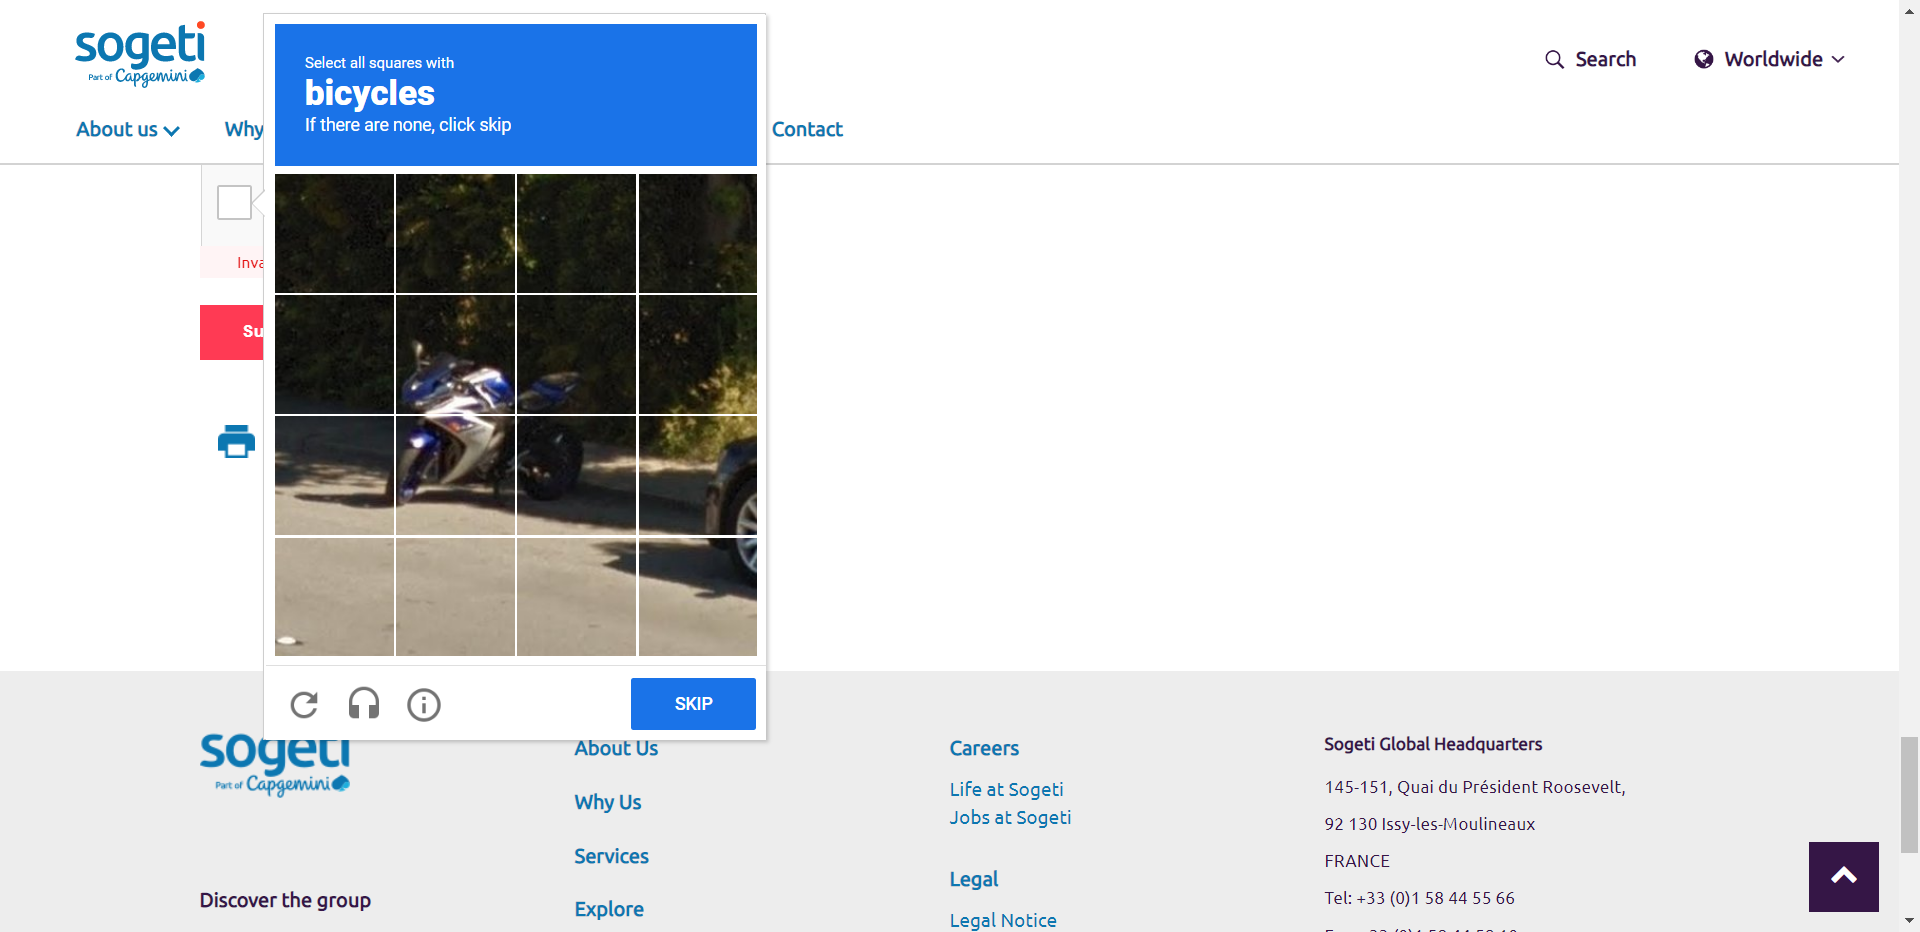 sogeti
Part of Capgemini
Search
Worldwide
About us
Why
Contact
Select all squares with
bicycles
If there are none, click skip
Inva
Su
SKIP
sogeti
Part of Capgemini
Discover the group
About Us
Why Us
Services
Explore
Careers
Life at Sogeti
Jobs at Sogeti
Legal
Legal Notice
Sogeti Global Headquarters
145-151, Quai du Président Roosevelt,
92 130 Issy-les-Moulineaux
FRANCE
Tel: +33 (0)1 58 44 55 66